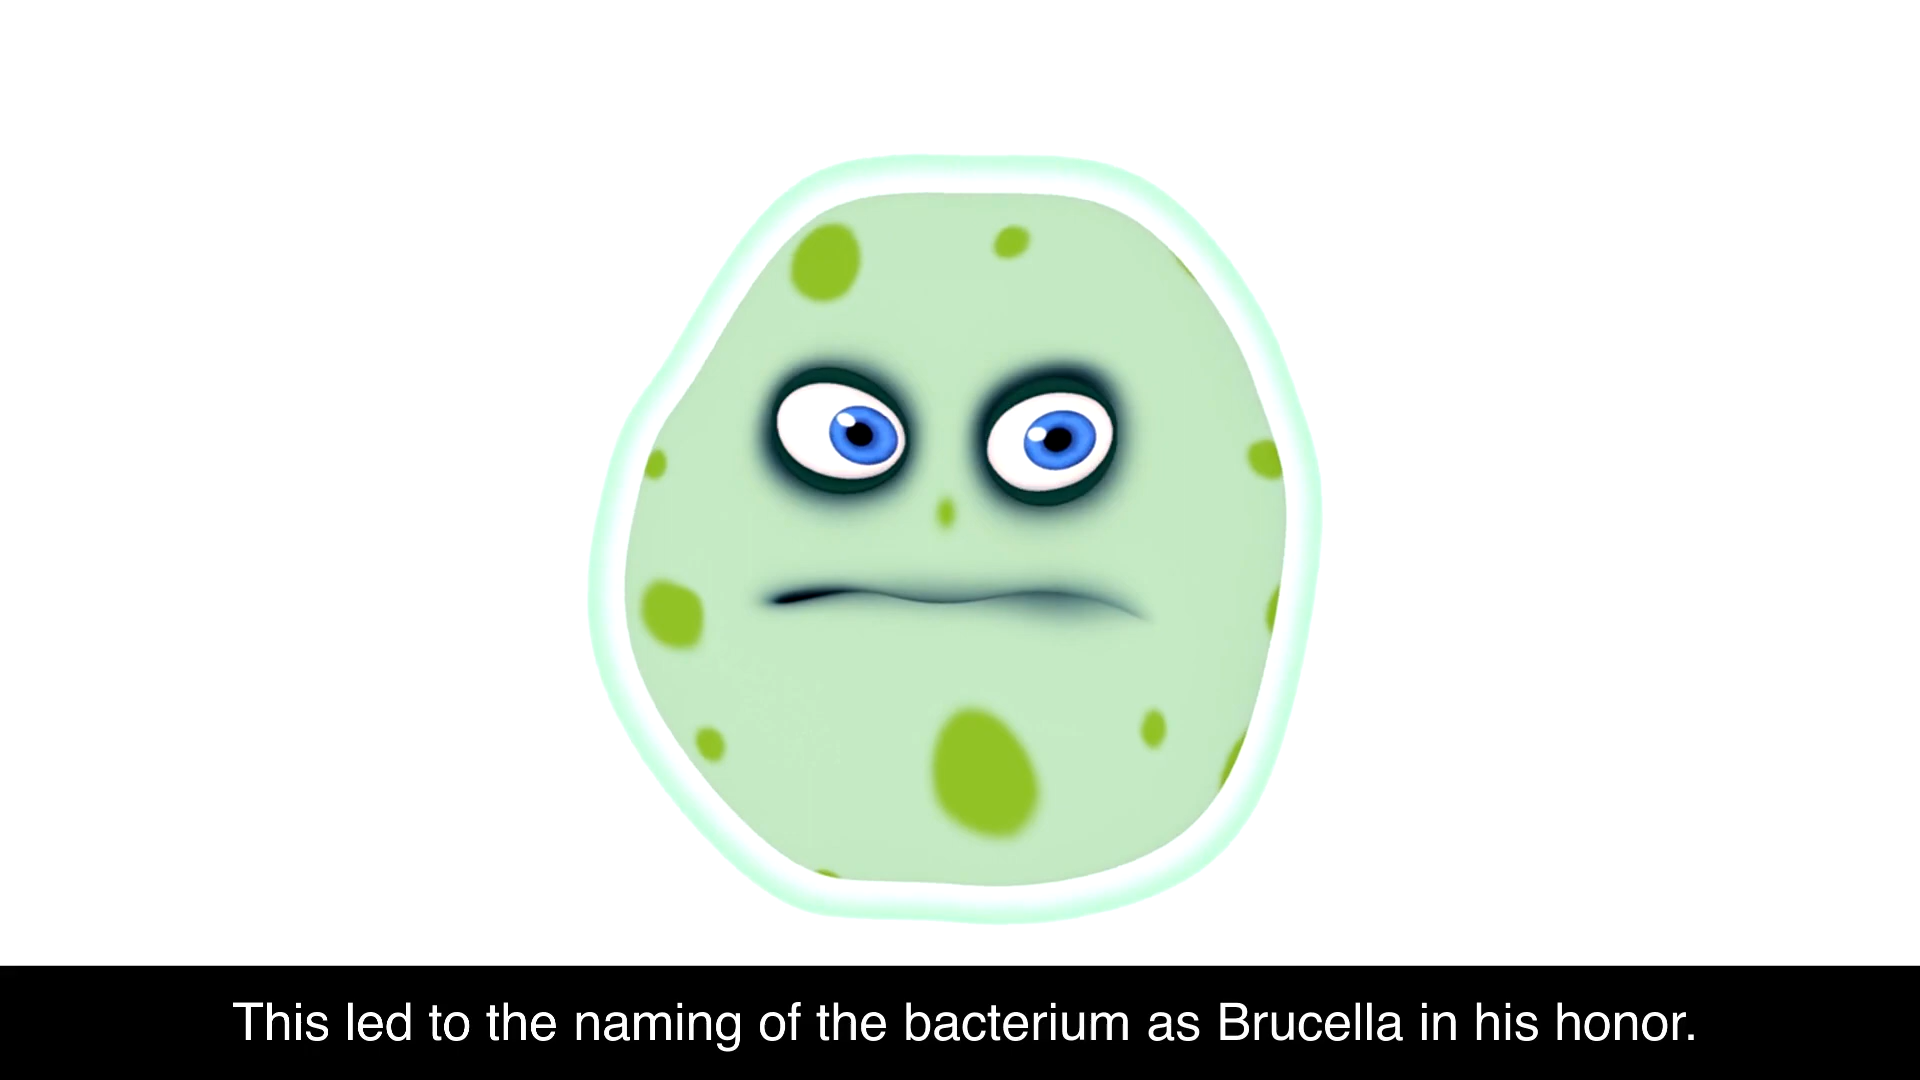 This led to the naming of the bacterium as Brucella in his honor.